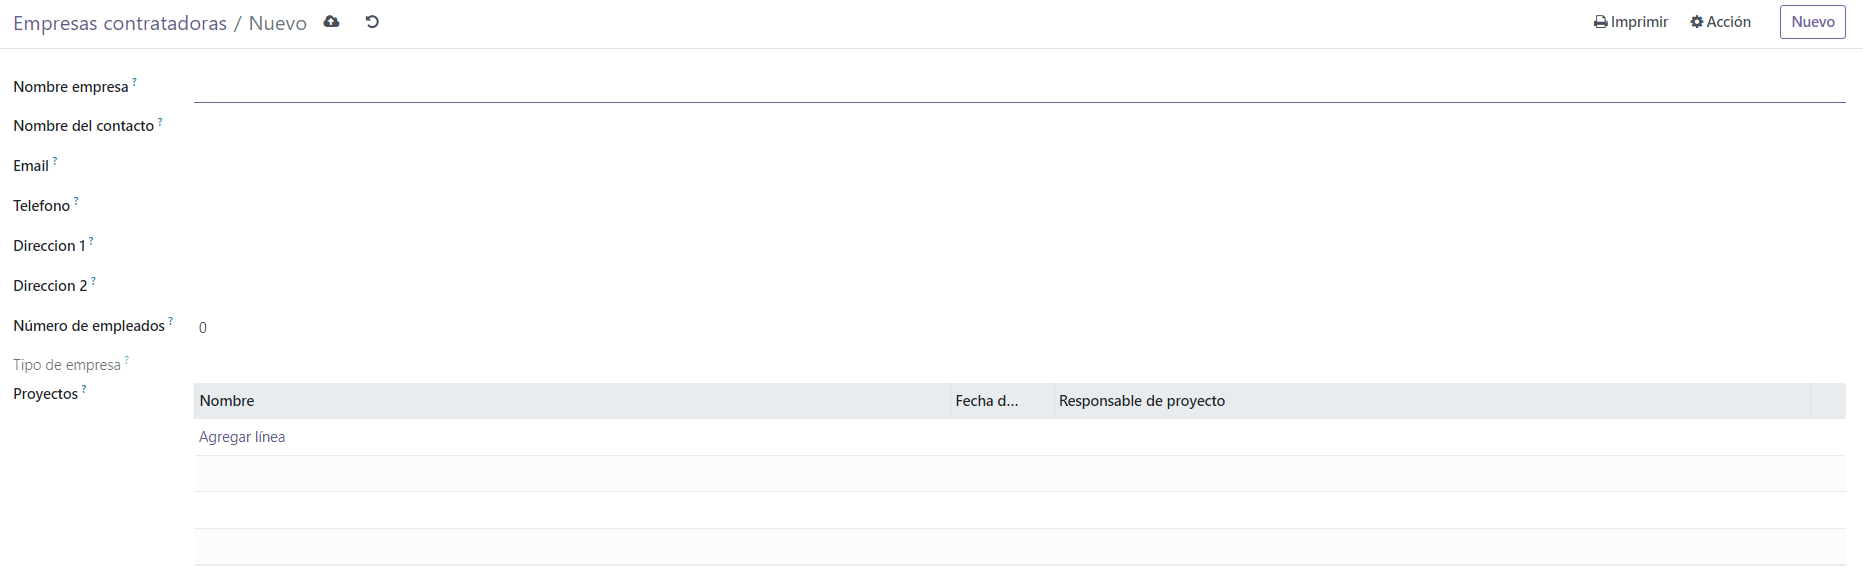 Empresas contratadoras / Nuevo Imprimir Acción Nuevo
Nombre empresa ?
Nombre del contacto ?
Email ?
Telefono ?
Direccion 1 ?
Direccion 2 ?
Número de empleados ? 0
Tipo de empresa ?
Proyectos ?
Nombre Fecha d... Responsable de proyecto
Agregar línea